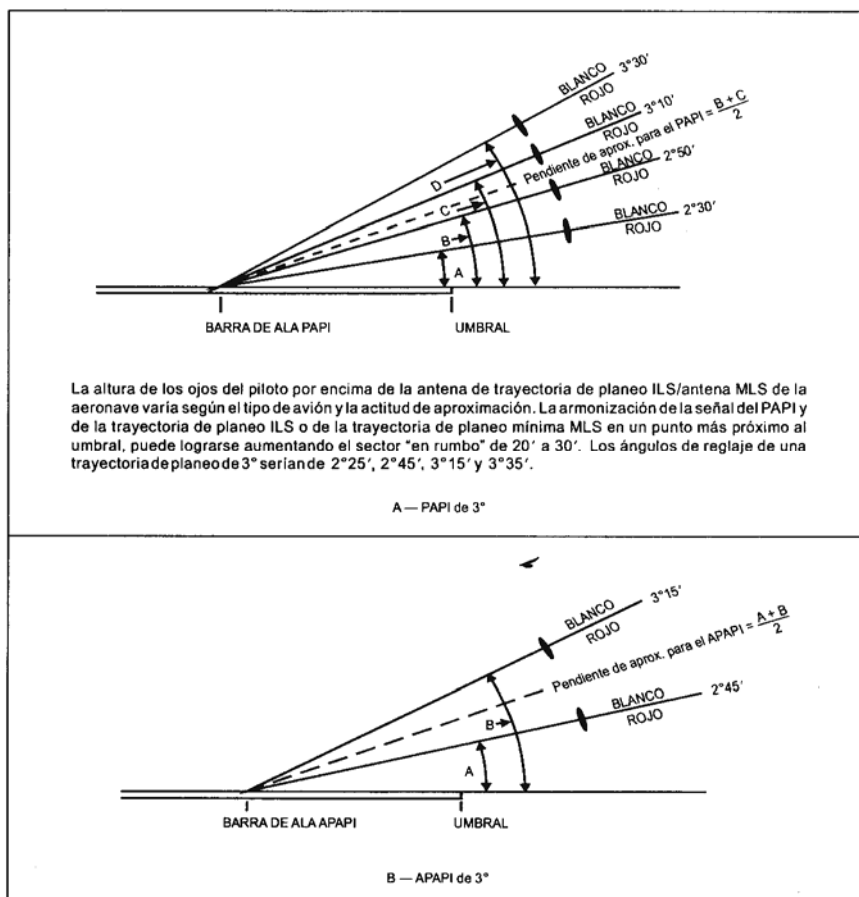 BLANCO 3°30′
ROJO
BLANCO 3°10′
ROJO
Pendiente de aprox. para el PAPI = B + C
2
BLANCO 2°50′
ROJO
BLANCO 2°30′
ROJO
D
C
B
A
BARRA DE ALA PAPI
UMBRAL
La altura de los ojos del piloto por encima de la antena de trayectoria de planeo ILS/antena MLS de la
aeronave varía según el tipo de avión y la actitud de aproximación. La armonización de la señal del PAPI y
de la trayectoria de planeo ILS o de la trayectoria de planeo mínima MLS en un punto más próximo al
umbral, puede lograrse aumentando el sector “en rumbo” de 20′ a 30′. Los ángulos de reglaje de una
trayectoria de planeo de 3° serían de 2°25′, 2°45′, 3°15′ y 3°35′.
A — PAPI de 3°
BLANCO 3°15′
ROJO
Pendiente de aprox. para el APAPI = A + B
2
BLANCO 2°45′
ROJO
B
A
BARRA DE ALA APAPI
UMBRAL
B — APAPI de 3°